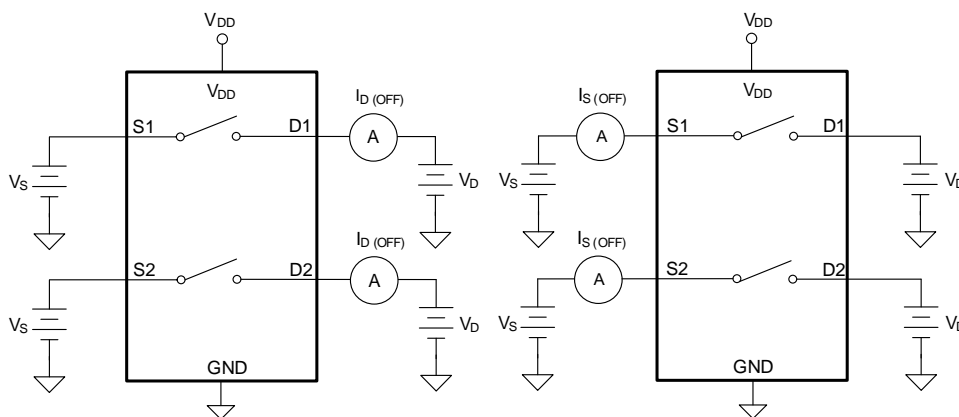 VDD VDD
VDD VDD
ID (OFF) IS (OFF)
S1 D1 A A S1 D1
VS VD VS VD
ID (OFF) IS (OFF)
S2 D2 A A S2 D2
VS VD VS VD
GND GND